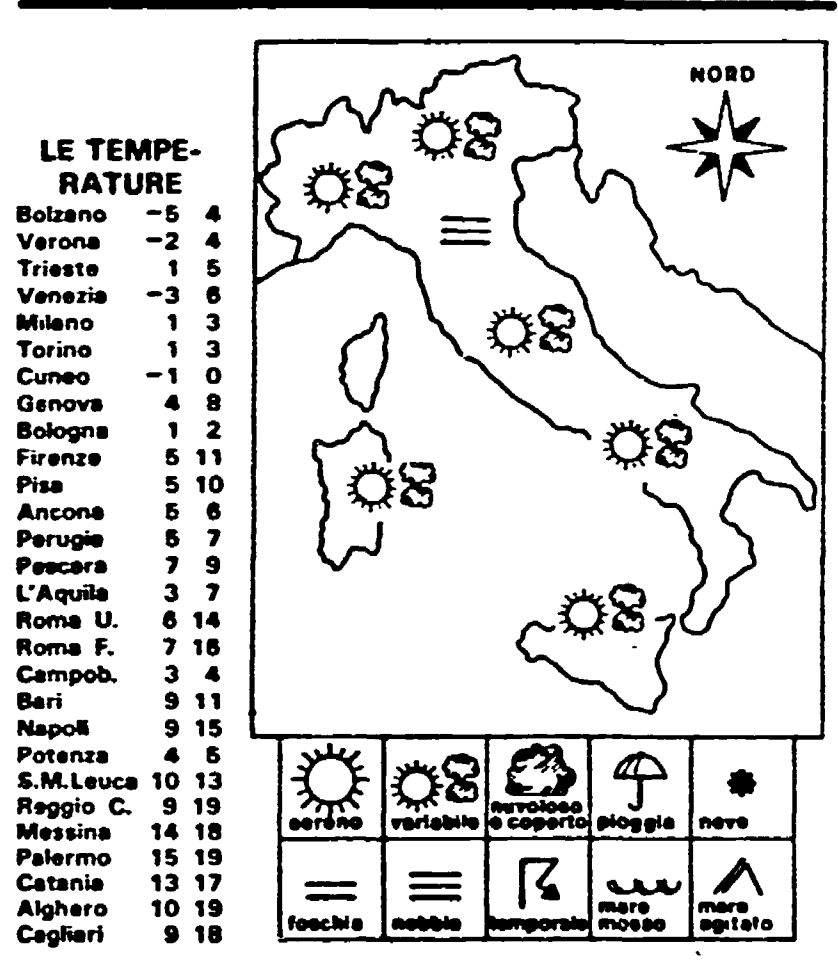 LE TEMPE-
RATURE
Bolzano -5 4
Verona -2 4
Trieste 1 5
Venezia -3 6
Milano 1 3
Torino 1 3
Cuneo -1 0
Genova 4 8
Bologna 1 2
Firenze 5 11
Pisa 5 10
Ancona 5 6
Perugia 5 7
Pescara 7 9
L'Aquila 3 7
Roma U. 6 14
Roma F. 7 16
Campob. 3 4
Bari 9 11
Napoli 9 15
Potenza 4 5
S.M.Leuca 10 13
Reggio C. 9 19
Messina 14 18
Palermo 15 19
Catania 13 17
Alghero 10 19
Cagliari 9 18
NORD
sereno
variabile
nuvoloso
e coperto
pioggia
neve
foschia
nebbia
temporale
mare
mosso
mare
agitato